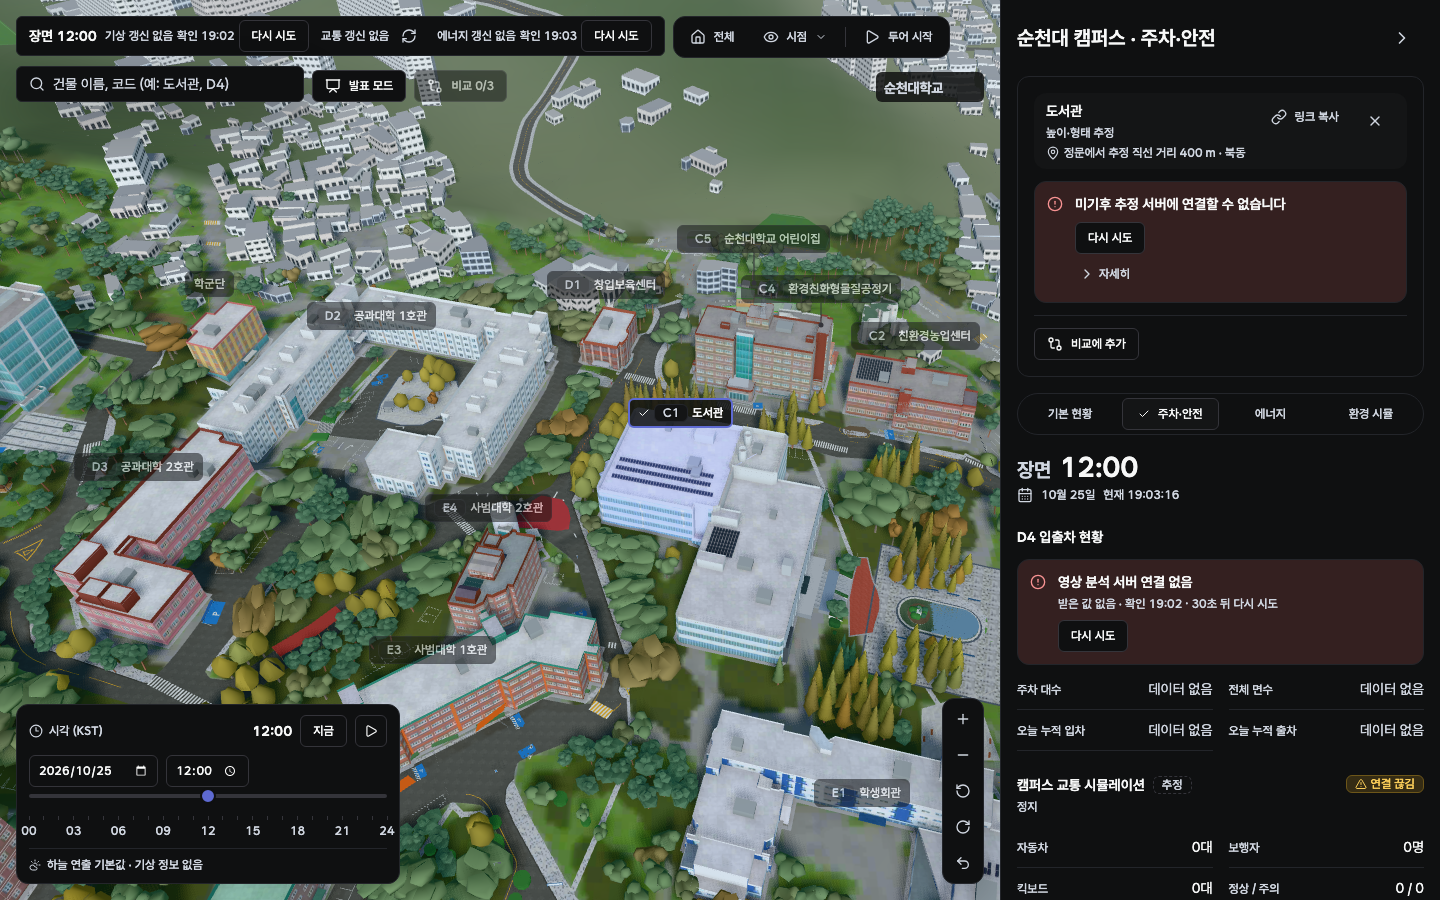 장면 12:00 기상 갱신 없음 확인 19:02 다시 시도 교통 갱신 없음 에너지 갱신 없음 확인 19:03 다시 시도
전체 시점 투어 시작
건물 이름, 코드 (예: 도서관, D4) 발표 모드 비교 0/3
순천대학교
C5 순천대학교 어린이집
학군단
D1 창업보육센터
C4 환경친화형물질공정기
D2 공과대학 1호관
C2 친환경농업센터
C1 도서관
D3 공과대학 2호관
E4 사범대학 2호관
E3 사범대학 1호관
E1 학생회관
시각 (KST) 12:00 지금
2026/10/25 12:00
00 03 06 09 12 15 18 21 24
하늘 연출 기본값 · 기상 정보 없음
순천대 캠퍼스 · 주차·안전
도서관
링크 복사
높이·형태 추정
정문에서 추정 직선 거리 400 m · 북동
미기후 추정 서버에 연결할 수 없습니다
다시 시도
자세히
비교에 추가
기본 현황 주차·안전 에너지 환경 시뮬
장면 12:00
10월 25일 현재 19:03:16
D4 입출차 현황
영상 분석 서버 연결 없음
받은 값 없음 · 확인 19:02 · 30초 뒤 다시 시도
다시 시도
주차 대수 데이터 없음 전체 면수 데이터 없음
오늘 누적 입차 데이터 없음 오늘 누적 출차 데이터 없음
캠퍼스 교통 시뮬레이션 추정 연결 끊김
정지
자동차 0대 보행자 0명
킥보드 0대 정상 / 주의 0 / 0